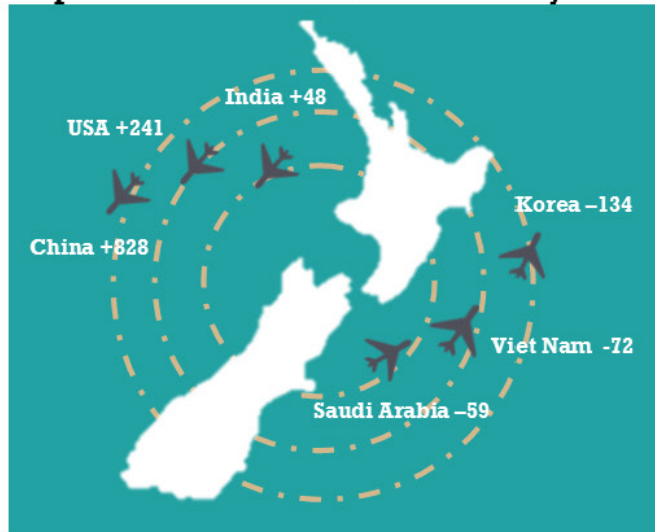 India +48
USA +241
Korea –134
China +828
Viet Nam -72
Saudi Arabia –59